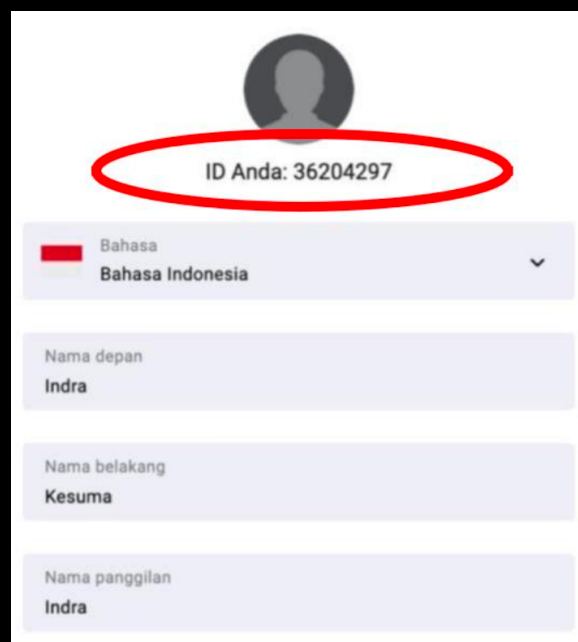 ID Anda: 36204297
Bahasa
Bahasa Indonesia
Nama depan
Indra
Nama belakang
Kesuma
Nama panggilan
Indra